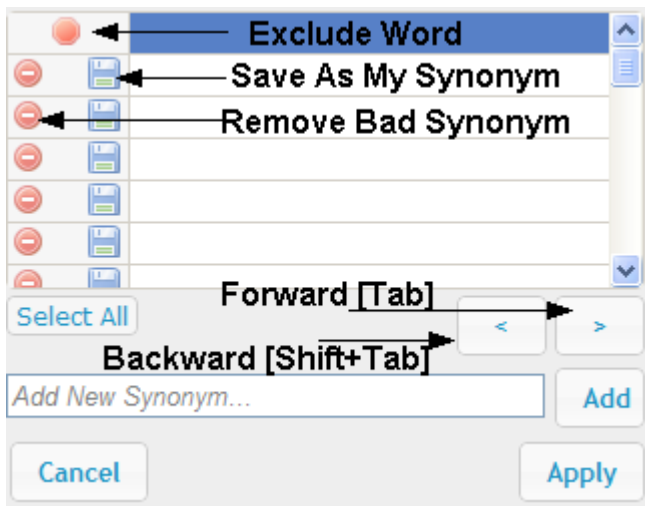 Exclude Word
Save As My Synonym
Remove Bad Synonym
Forward [Tab]
Select All
<
>
Backward [Shift+Tab]
Add New Synonym...
Add
Cancel
Apply